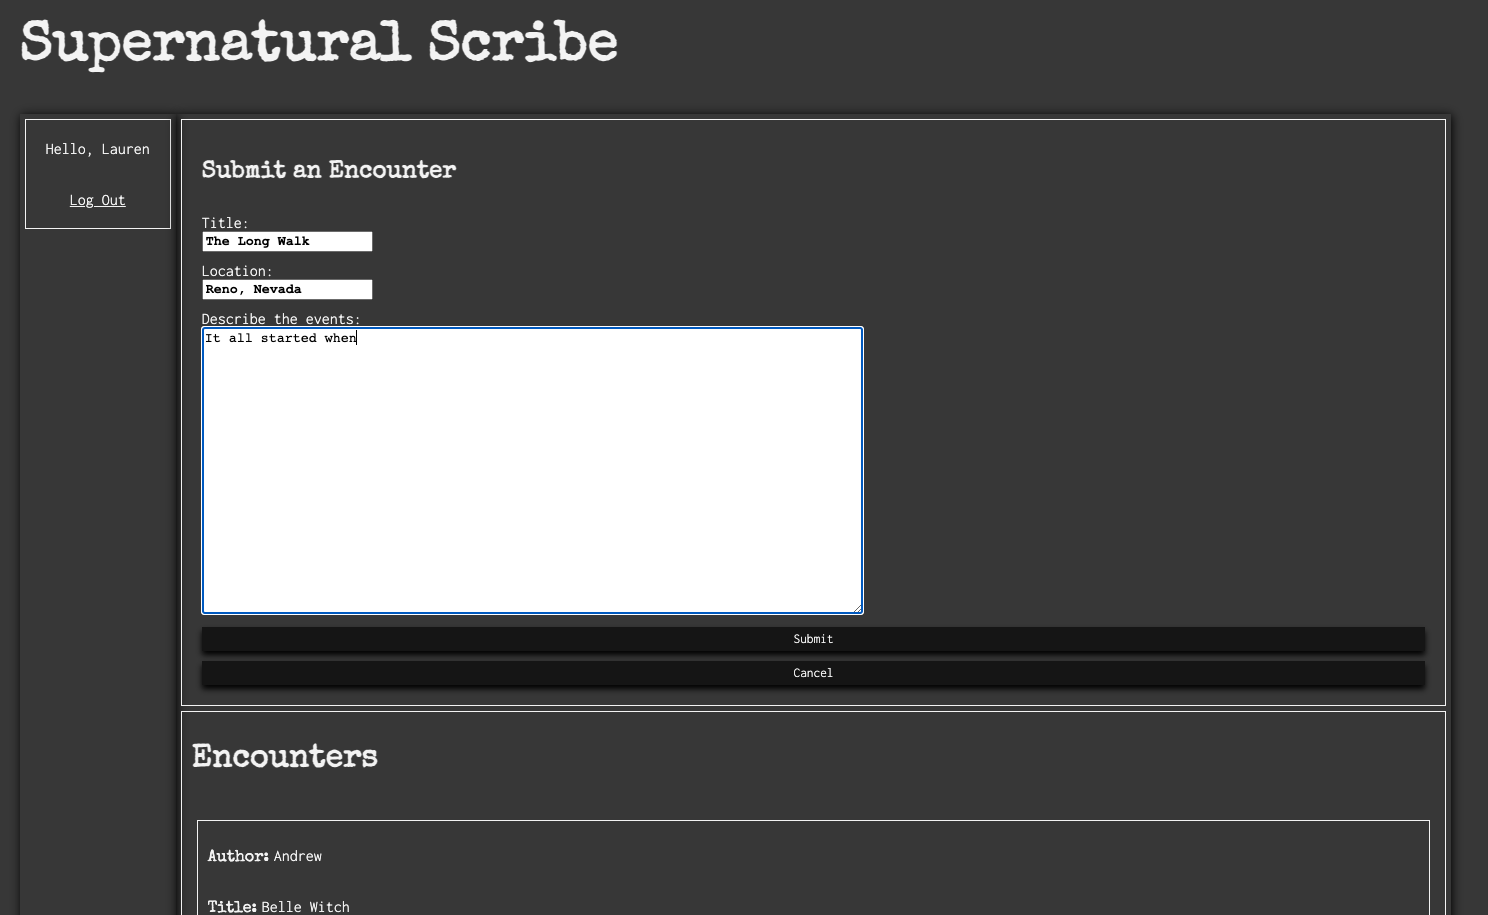 Supernatural Scribe
Hello, Lauren
Log Out
Submit an Encounter
Title:
The Long Walk
Location:
Reno, Nevada
Describe the events:
It all started when
Submit
Cancel
Encounters
Author: Andrew
Title: Belle Witch